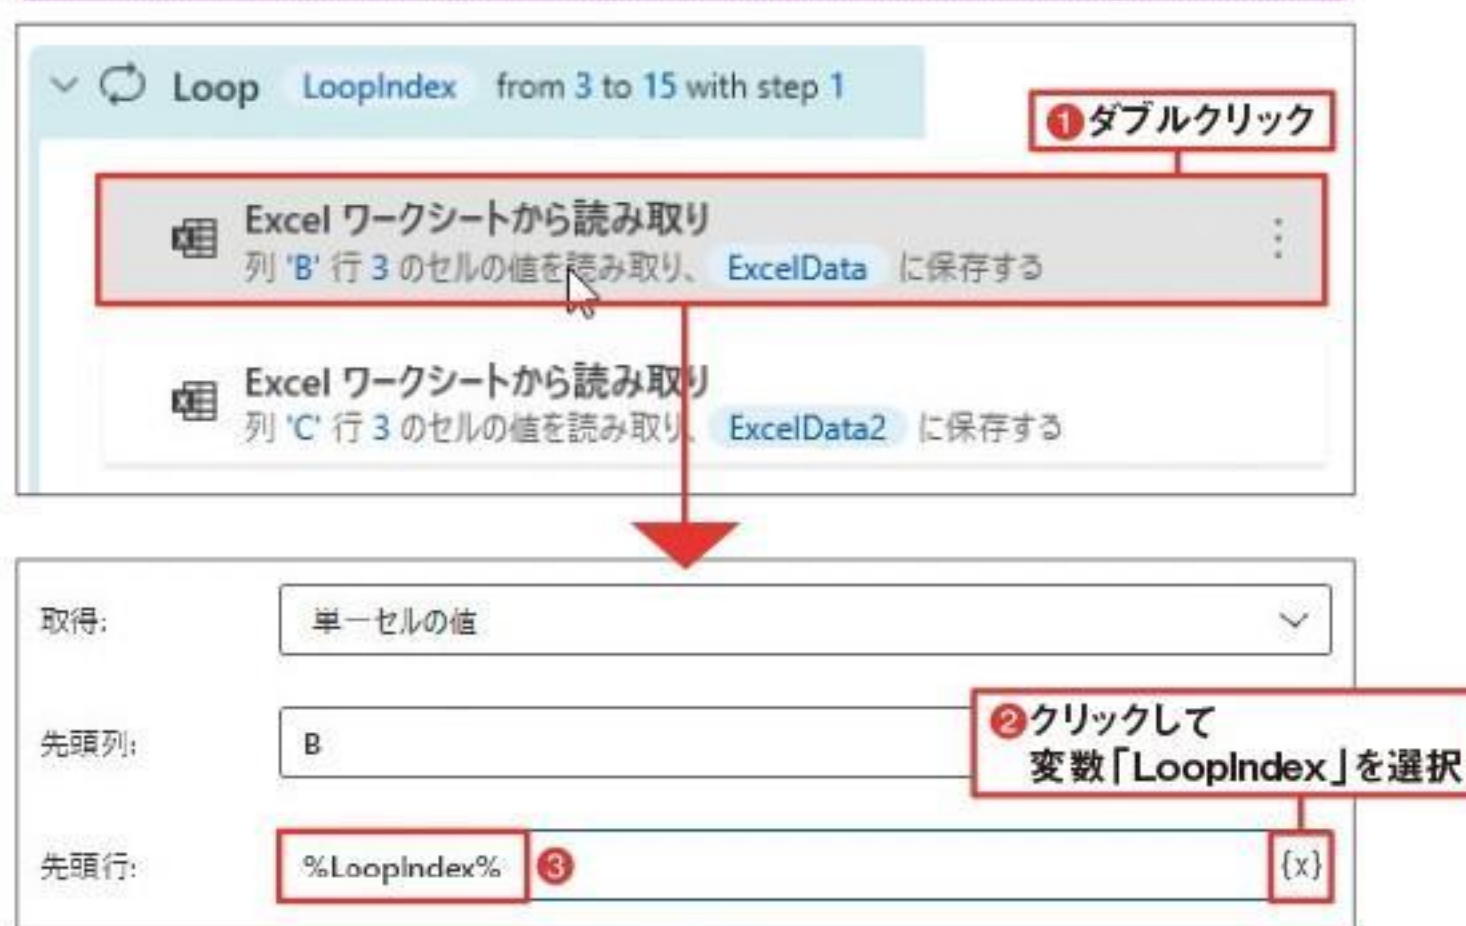 Loop LoopIndex from 3 to 15 with step 1
❶ダブルクリック
Excel ワークシートから読み取り
列 'B' 行 3 のセルの値を読み取り、 ExcelData に保存する
Excel ワークシートから読み取り
列 'C' 行 3 のセルの値を読み取り、 ExcelData2 に保存する
取得: 単一セルの値
❷クリックして
変数「LoopIndex」を選択
先頭列: B
先頭行: %LoopIndex% ❸ {x}